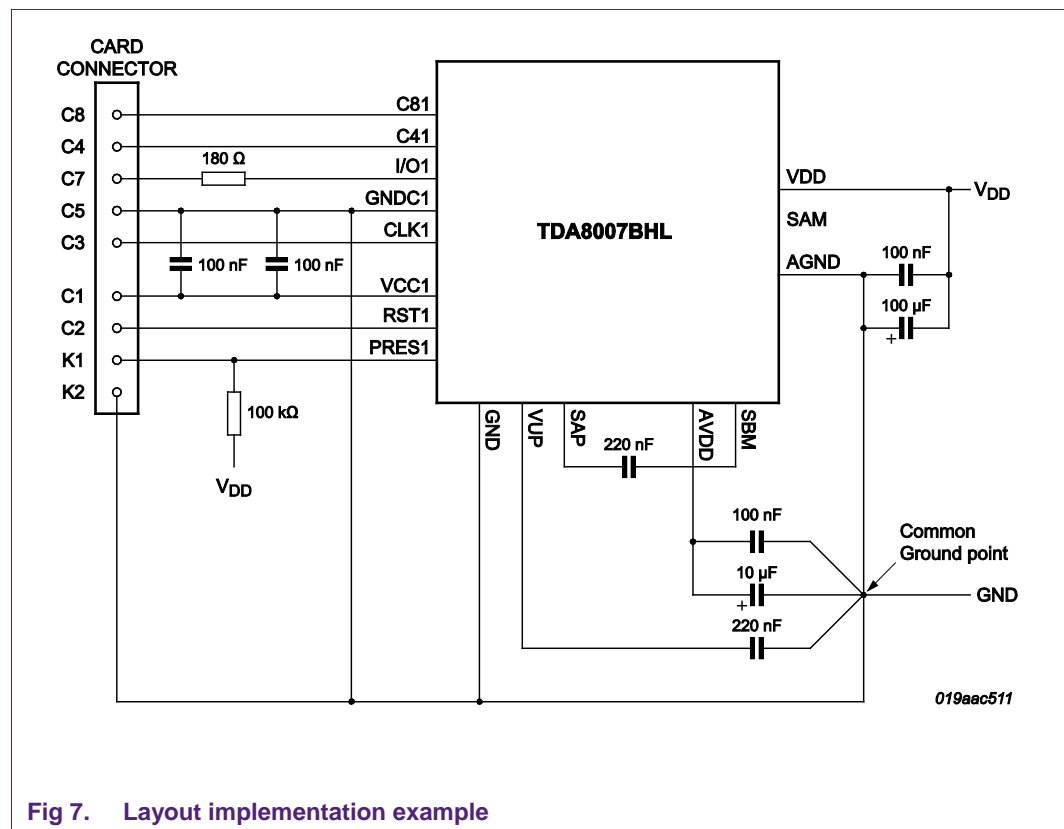 CARD
CONNECTOR
C8
C4
C7
C5
C3
C1
C2
K1
K2
180 Ω
100 nF
100 nF
100 kΩ
VDD
C81
C41
I/O1
GNDC1
CLK1
VCC1
RST1
PRES1
TDA8007BHL
VDD
SAM
AGND
VDD
100 nF
100 µF
+
GND
VUP
SAP
AVDD
SBM
220 nF
100 nF
10 µF
+
220 nF
Common
Ground point
GND
019aac511
Fig 7. Layout implementation example